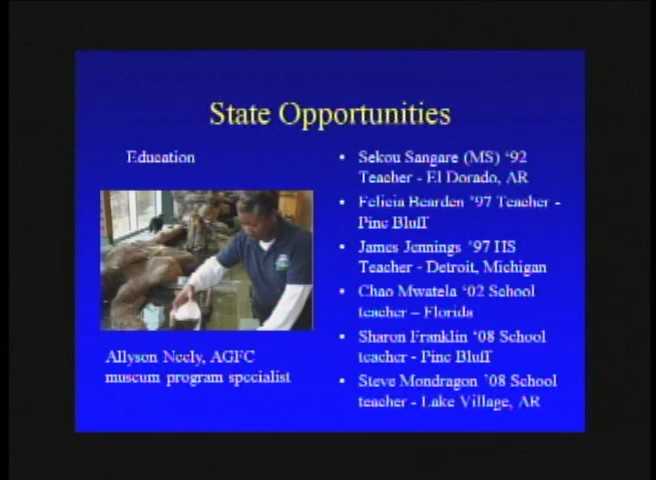 State Opportunities
Education
Allyson Neely, AGFC
museum program specialist
• Sekou Sangare (MS) ‘92
Teacher - El Dorado, AR
• Felicia Bearden ’97 Teacher -
Pine Bluff
• James Jennings ‘97 HS
Teacher - Detroit, Michigan
• Chao Mwatela ‘02 School
teacher – Florida
• Sharon Franklin ‘08 School
teacher - Pine Bluff
• Steve Mondragon ’08 School
teacher - Lake Village, AR